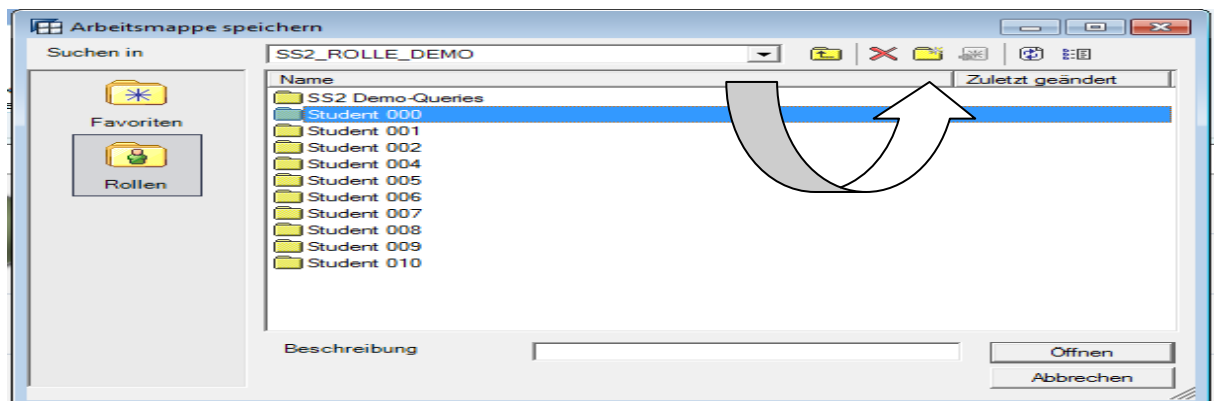 Arbeitsmappe speichern
Suchen in
SS2_ROLLE_DEMO
Favoriten
Rollen
Name
Zuletzt geändert
SS2 Demo-Queries
Student 000
Student 001
Student 002
Student 004
Student 005
Student 006
Student 007
Student 008
Student 009
Student 010
Beschreibung
Öffnen
Abbrechen